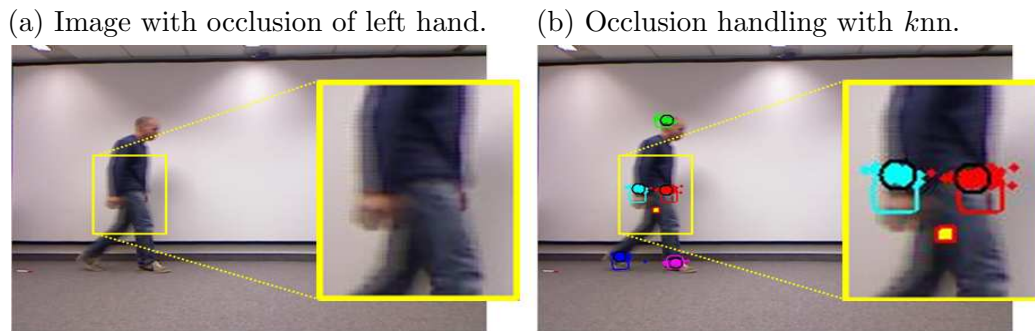 (a) Image with occlusion of left hand.
(b) Occlusion handling with knn.